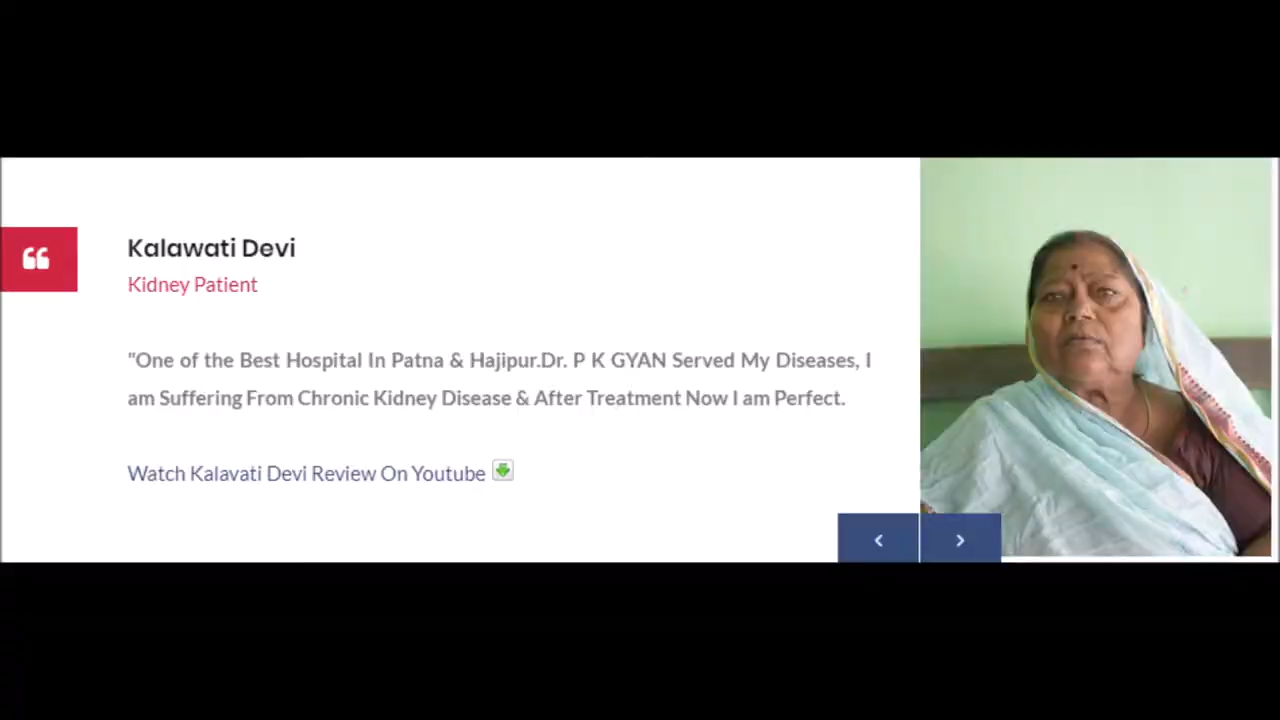 Kalawati Devi
Kidney Patient
"One of the Best Hospital In Patna & Hajipur.Dr. P K GYAN Served My Diseases, I
am Suffering From Chronic Kidney Disease & After Treatment Now I am Perfect.
Watch Kalavati Devi Review On Youtube